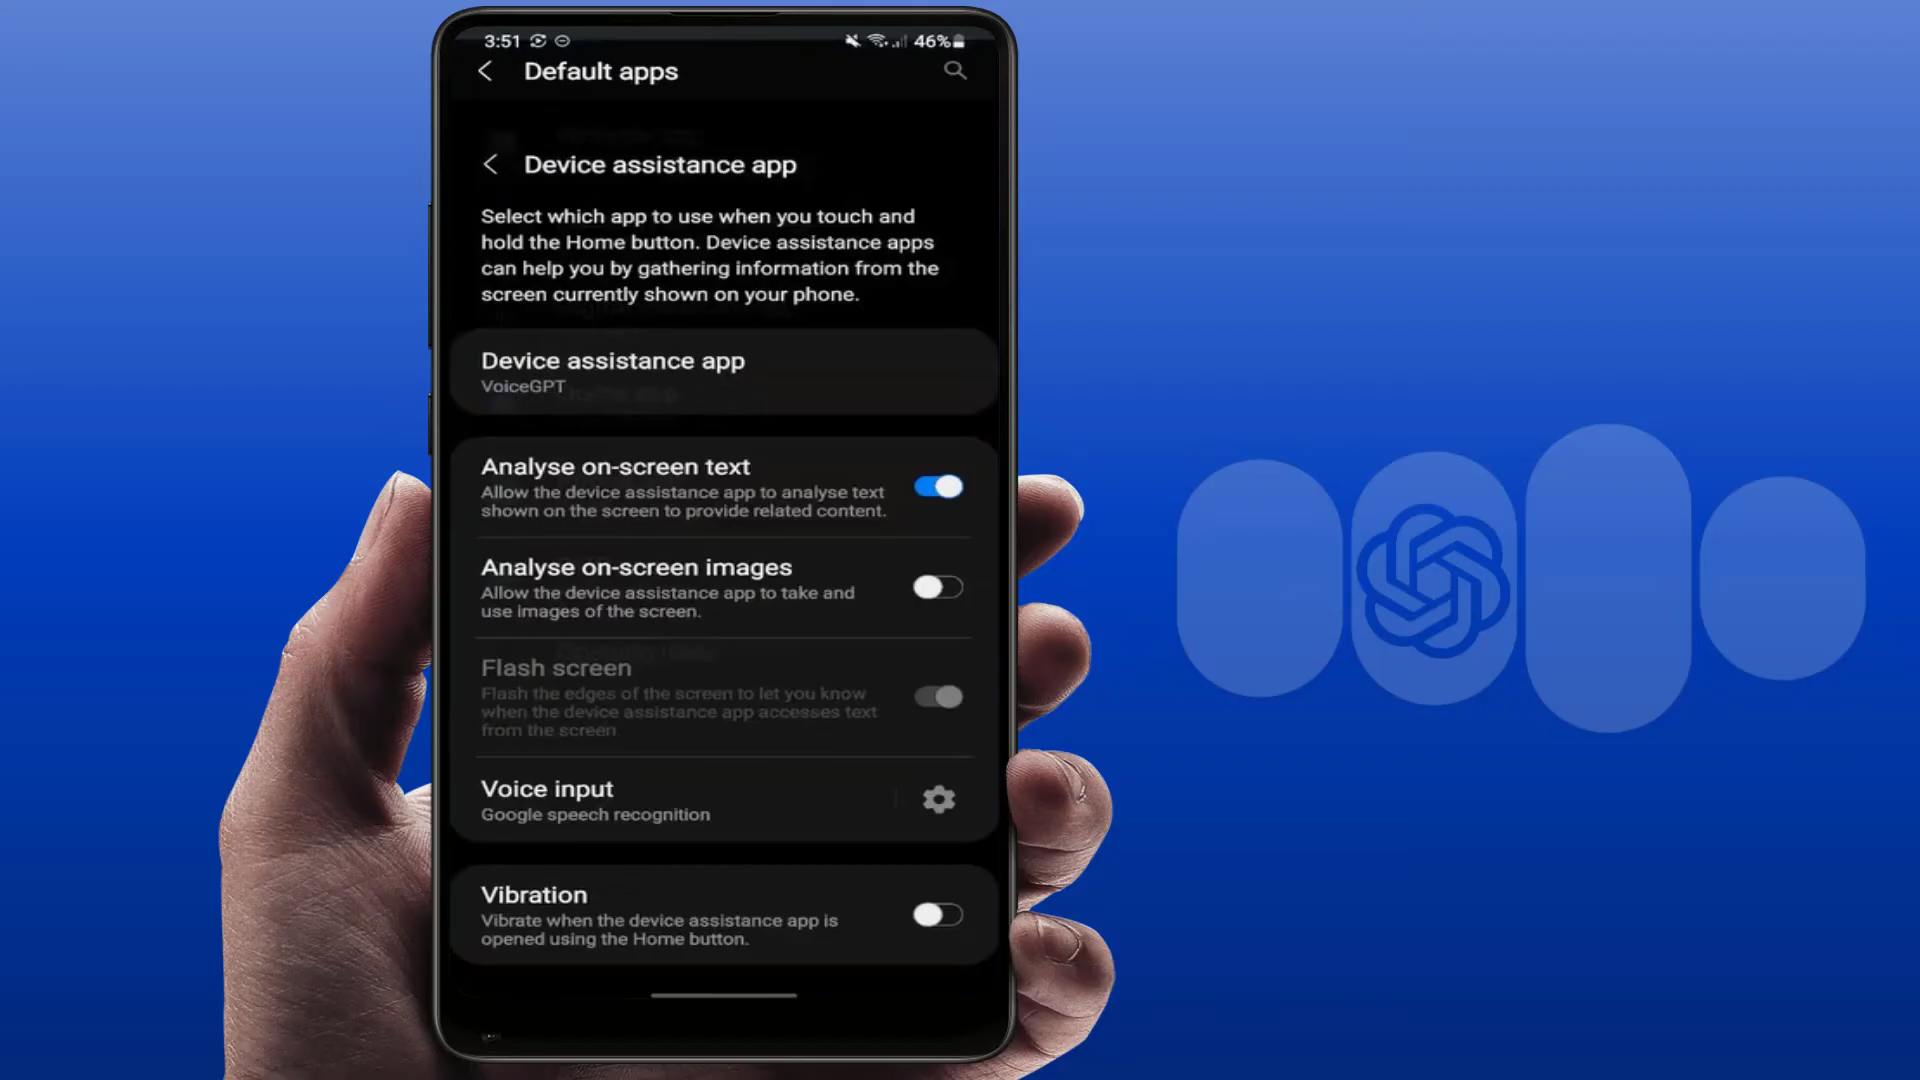 3:51
46%
Default apps
Device assistance app
Select which app to use when you touch and
hold the Home button. Device assistance apps
can help you by gathering information from the
screen currently shown on your phone.
Device assistance app
VoiceGPT
Analyse on-screen text
Allow the device assistance app to analyse text
shown on the screen to provide related content.
Analyse on-screen images
Allow the device assistance app to take and
use images of the screen.
Flash screen
Flash the edges of the screen to let you know
when the device assistance app accesses text
from the screen.
Voice input
Google speech recognition
Vibration
Vibrate when the device assistance app is
opened using the Home button.